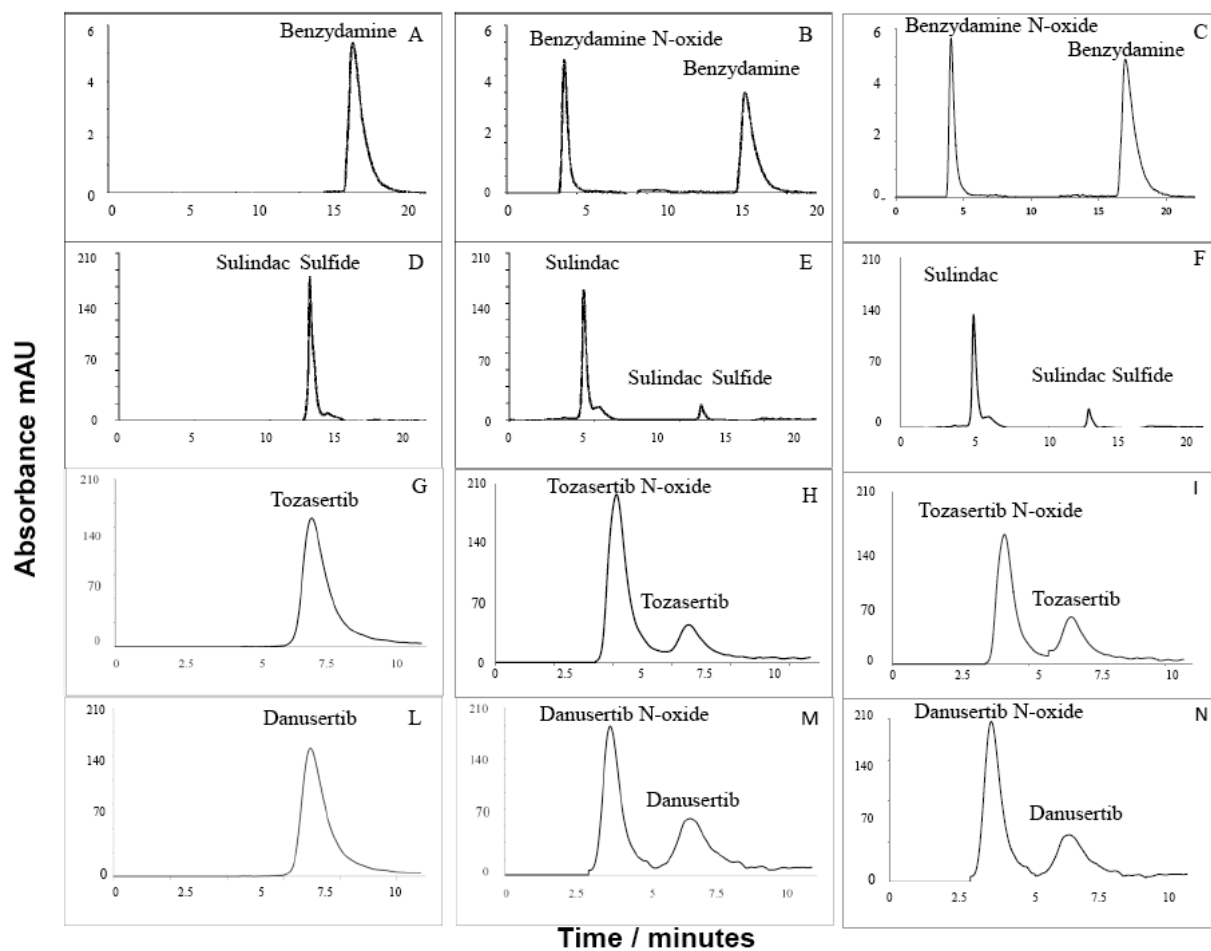 Absorbance mAU
Benzydamine A
6
4
2
0
0 5 10 15 20
Benzydamine N-oxide B
Benzydamine
6
4
2
0
0 5 10 15 20
Benzydamine N-oxide C
Benzydamine
6
4
2
0 5 10 15 20
Sulindac Sulfide D
210
140
70
0
0 5 10 15 20
Sulindac E
Sulindac Sulfide
210
140
70
0
0 5 10 15 20
Sulindac F
Sulindac Sulfide
210
140
70
0
0 5 10 15 20
Tozasertib G
210
140
70
0
0 2.5 5 7.5 10
Tozasertib N-oxide H
Tozasertib
210
140
70
0
0 2.5 5 7.5 10
Tozasertib N-oxide I
Tozasertib
210
140
70
0
0 2.5 5 7.5 10
Danusertib L
210
140
70
0
0 2.5 5 7.5 10
Danusertib N-oxide M
Danusertib
210
140
70
0
0 2.5 5 7.5 10
Danusertib N-oxide N
Danusertib
210
140
70
0
0 2.5 5 7.5 10
Time / minutes